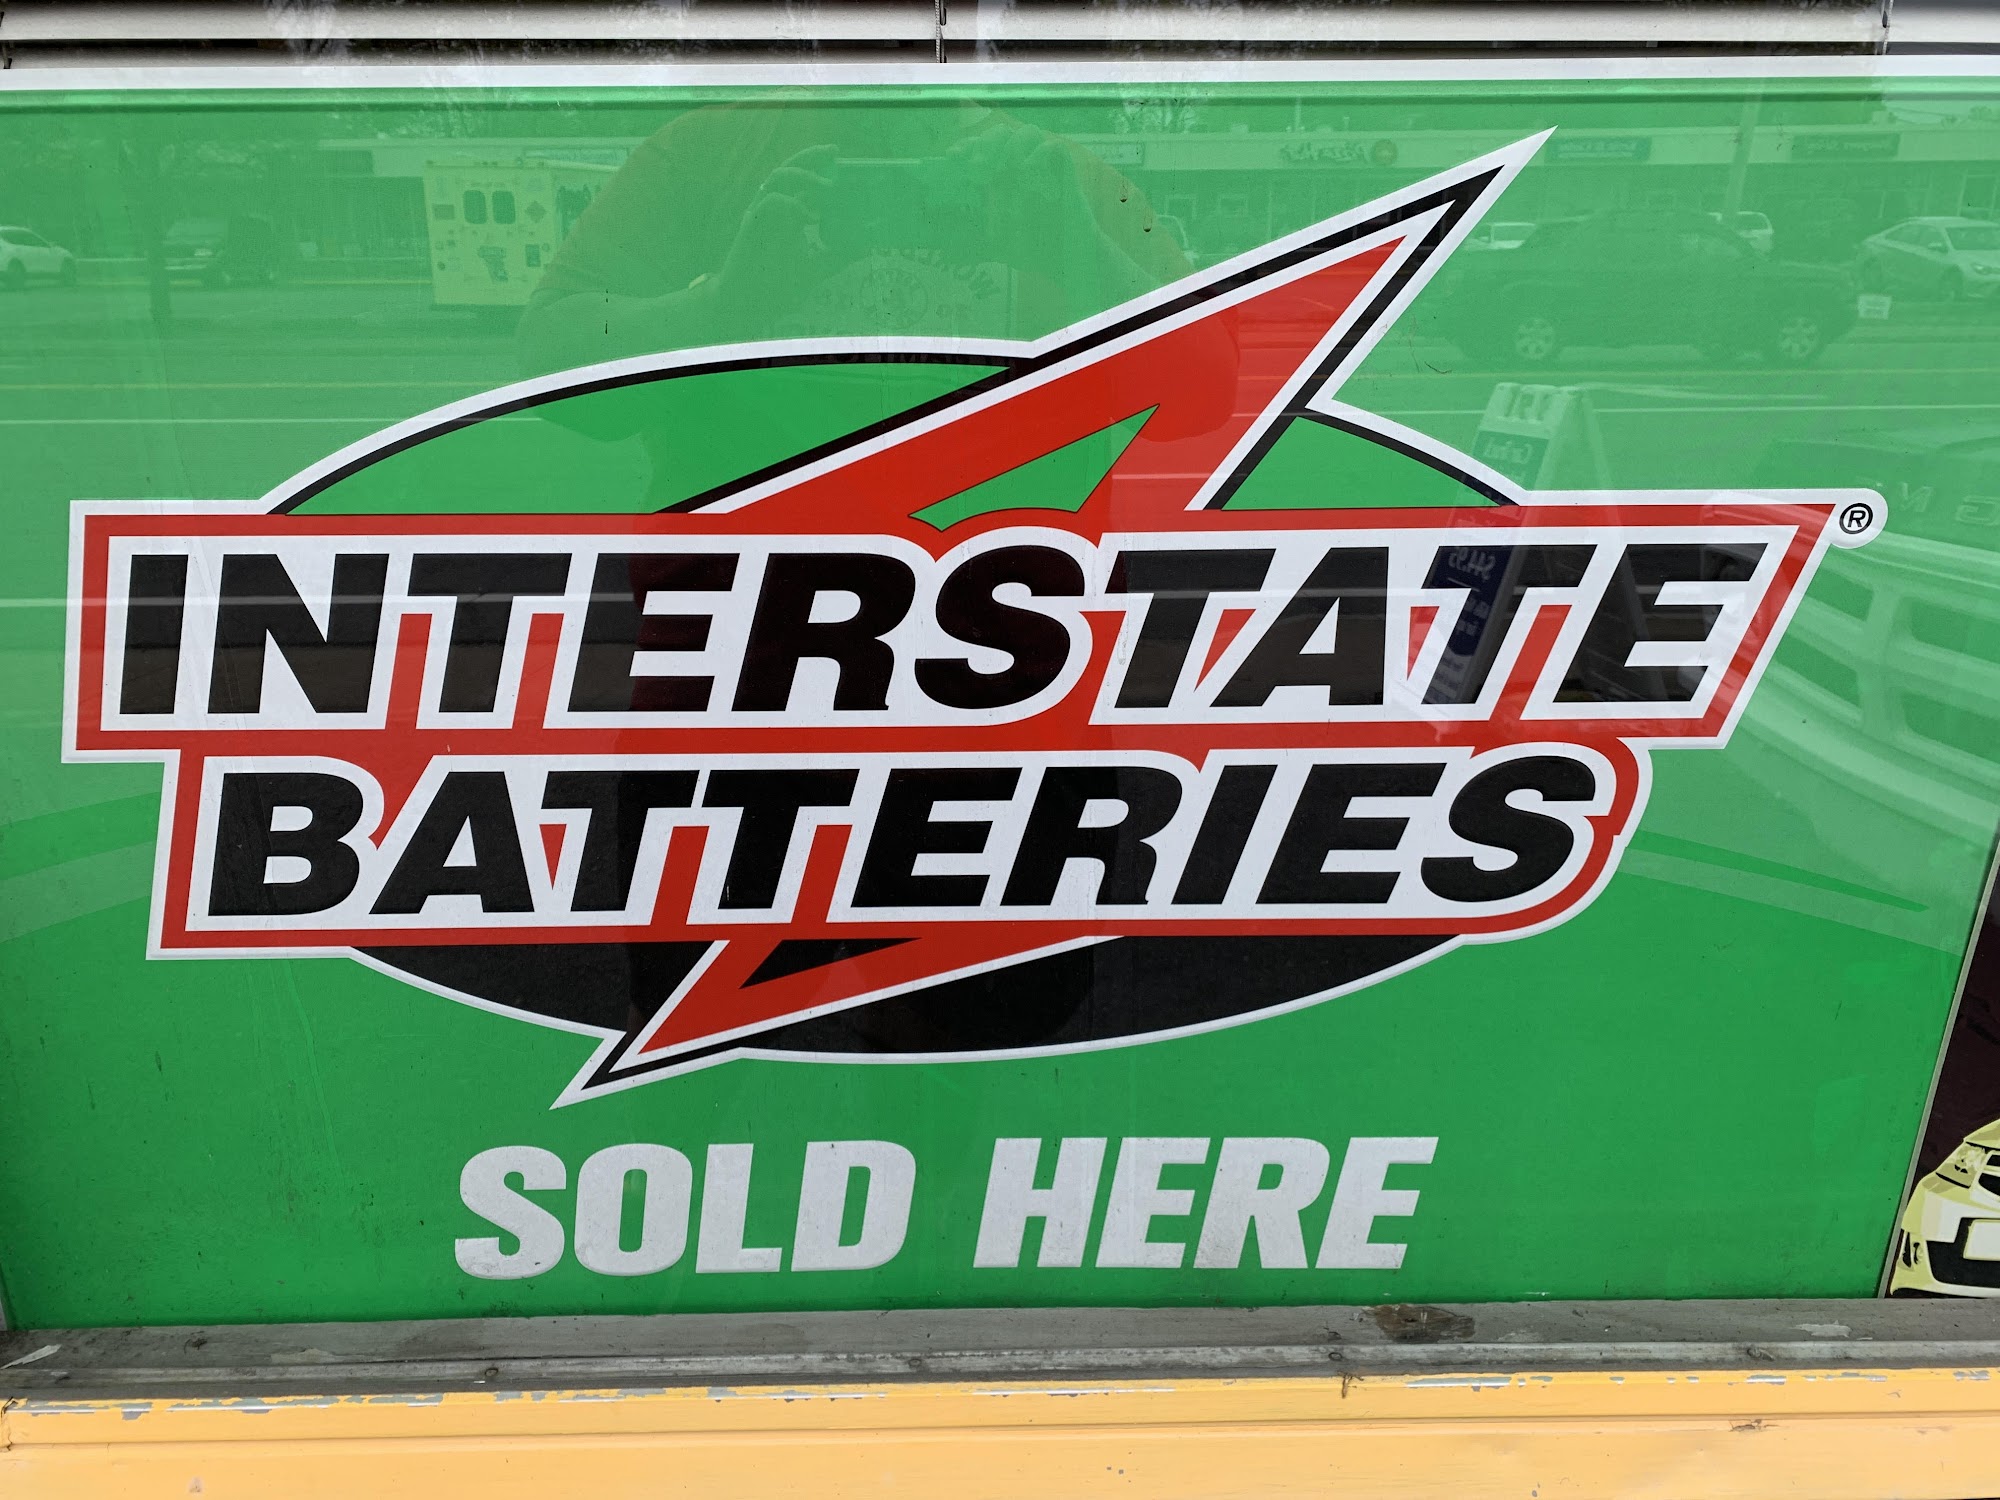 INTERSTATE ®
BATTERIES
SOLD HERE